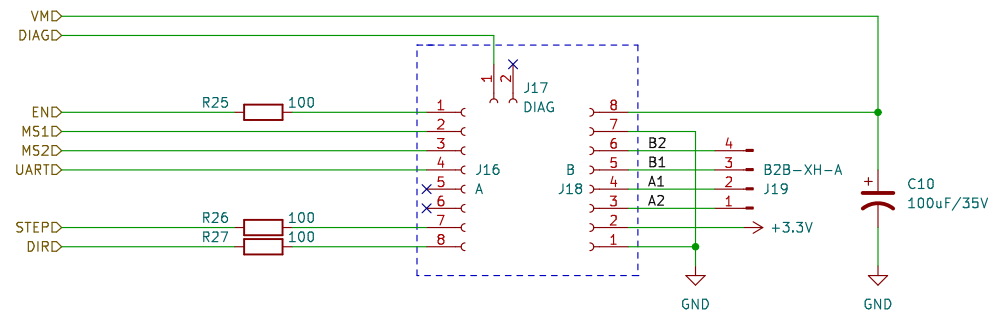 VM
DIAG
1
2
J17
DIAG
EN
R25
100
1
8
MS1
2
7
MS2
3
6
B2
4
UART
4
J16
B
5
B1
3
B2B-XH-A
5
A
J18
4
A1
2
J19
6
3
A2
1
STEP
R26
100
7
2
+3.3V
DIR
R27
100
8
1
+
C10
100uF/35V
GND
GND